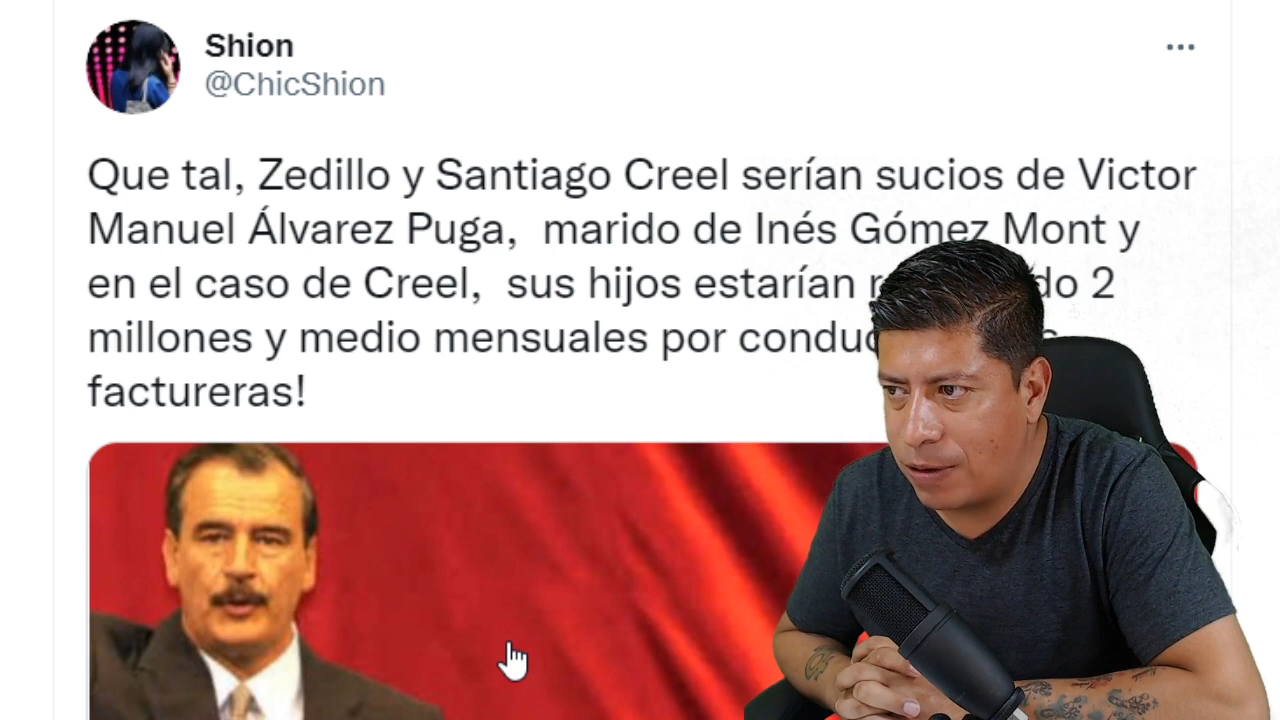 Shion
@ChicShion
Que tal, Zedillo y Santiago Creel serían sucios de Victor
Manuel Álvarez Puga, marido de Inés Gómez Mont y
en el caso de Creel, sus hijos estarían 2
millones y medio mensuales por
factureras!